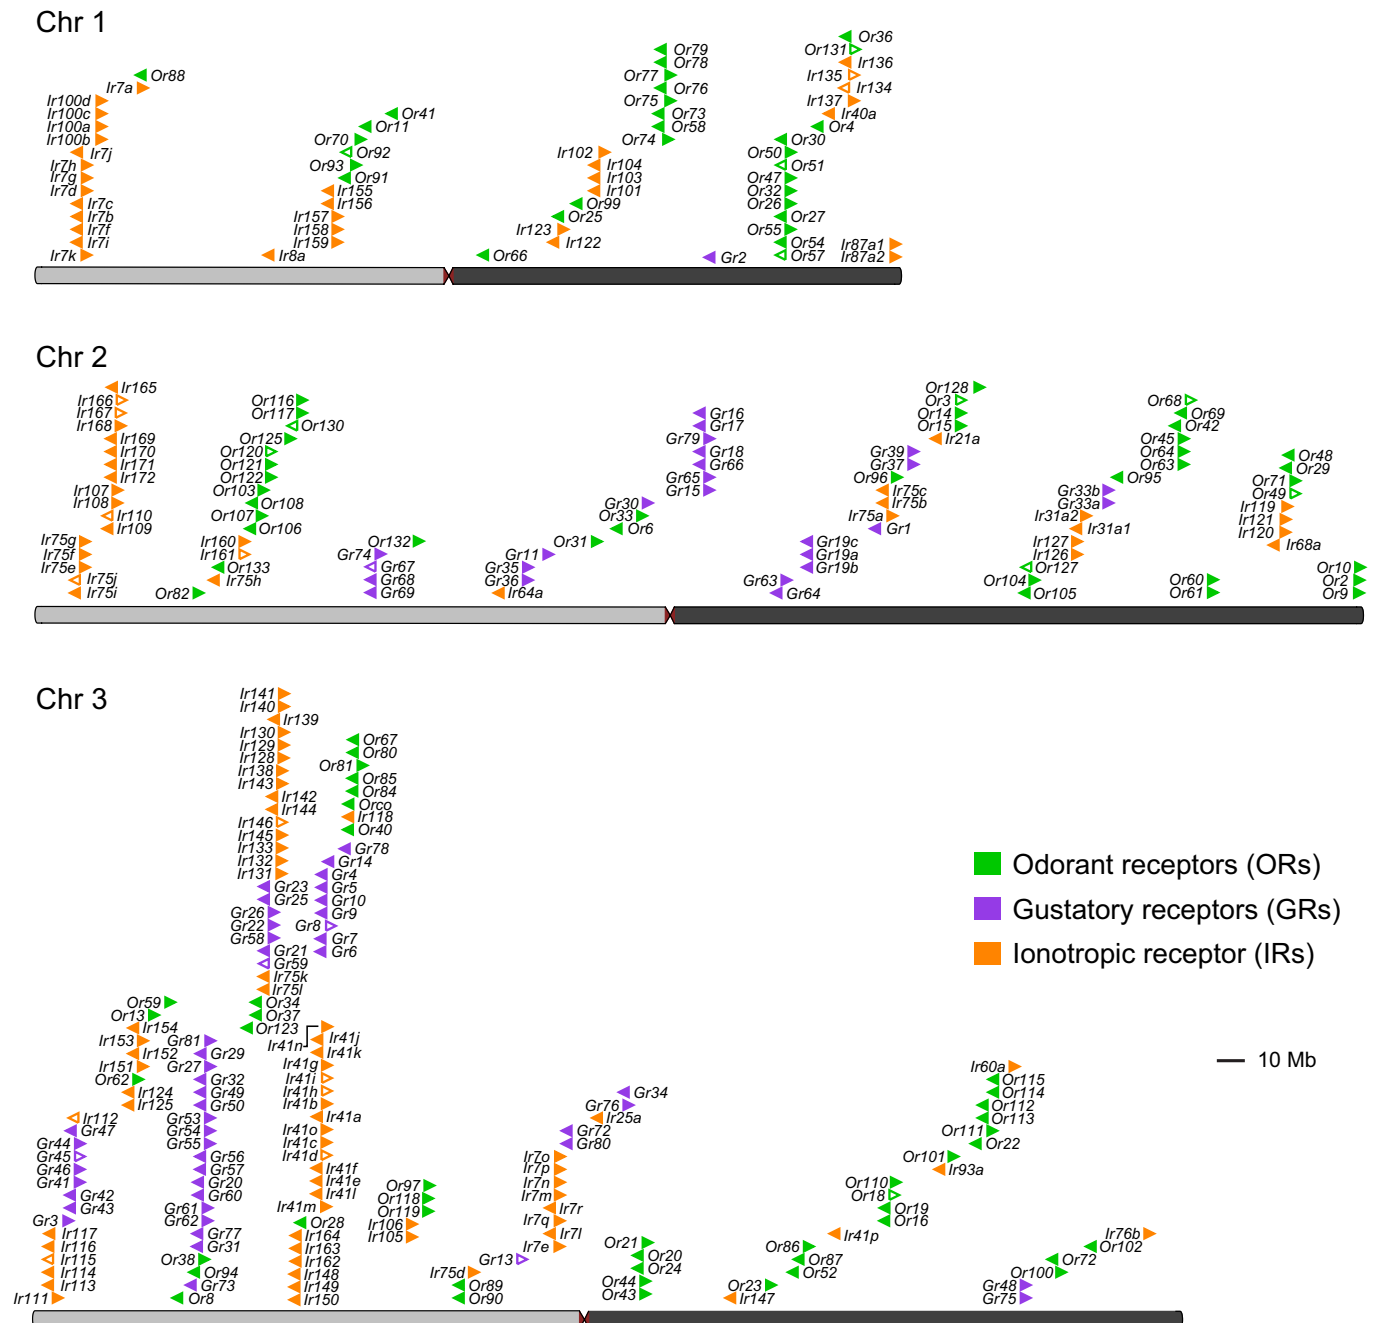 Chr 1
Or36
Or131
Or79
Or78
Ir136
Or88
Or77
Ir135
Ir7a
Or76
Ir134
Ir100d
Or75
Ir137
Ir100c
Or41
Or73
Ir40a
Ir100a
Or11
Or58
Or4
Ir100b
Or70
Or74
Or30
Ir7j
Or92
Ir102
Or50
Ir7h
Or93
Ir104
Or51
Ir7g
Or91
Ir103
Or47
Ir7d
Ir155
Ir101
Or32
Ir7c
Ir156
Or99
Or26
Ir7b
Ir157
Or25
Or27
Ir7f
Ir158
Ir123
Or55
Ir7i
Ir159
Ir122
Or54
Ir87a1
Ir7k
Ir8a
Or66
Gr2
Or57
Ir87a2
Chr 2
Ir165
Or128
Ir166
Or116
Or3
Or68
Ir167
Or117
Gr16
Or14
Or69
Ir168
Or130
Gr17
Or15
Or42
Ir169
Or125
Gr79
Ir21a
Or45
Ir170
Or120
Gr18
Gr39
Or64
Or48
Ir171
Or121
Gr66
Gr37
Or63
Or29
Ir172
Or122
Gr65
Or96
Or95
Or71
Ir107
Or103
Gr15
Ir75c
Gr33b
Or49
Ir108
Or108
Gr30
Ir75b
Gr33a
Ir119
Ir110
Or107
Or33
Ir75a
Ir31a2
Ir121
Ir109
Or106
Or6
Gr1
Ir31a1
Ir120
Ir75g
Ir160
Or132
Or31
Gr19c
Ir127
Ir68a
Ir75f
Ir161
Gr74
Gr11
Gr19a
Ir126
Ir75e
Or133
Gr67
Gr35
Gr19b
Or127
Or10
Ir75j
Ir75h
Gr68
Gr36
Gr63
Or104
Or60
Or2
Ir75i
Or82
Gr69
Ir64a
Gr64
Or105
Or61
Or9
Chr 3
Ir141
Ir140
Ir139
Ir130
Or67
Ir129
Or80
Ir128
Or81
Ir138
Or85
Ir143
Or84
Ir142
Orco
Ir144
Ir118
Ir146
Or40
Ir145
Ir133
Gr78
Ir132
Gr14
Ir131
Gr4
Gr23
Gr5
Gr25
Gr10
Gr26
Gr9
Gr22
Gr8
Gr58
Gr7
Gr21
Gr6
Gr59
Ir75k
Ir75l
Odorant receptors (ORs)
Gustatory receptors (GRs)
Ionotropic receptor (IRs)
10 Mb
Or59
Or34
Or13
Or37
Ir154
Or123
Ir153
Gr81
Ir41n
Ir41j
Ir152
Gr29
Ir41k
Ir151
Gr27
Ir41g
Ir60a
Or62
Gr32
Ir41i
Or115
Ir124
Gr49
Ir41h
Gr34
Or114
Ir125
Gr50
Ir41b
Gr76
Or112
Ir112
Gr53
Ir41a
Ir25a
Or113
Gr47
Gr54
Ir41o
Gr72
Or111
Gr44
Gr55
Ir41c
Gr80
Or22
Gr45
Gr56
Ir41d
Ir7o
Or101
Gr46
Gr57
Ir41f
Ir7p
Ir93a
Gr41
Gr20
Ir41e
Or97
Ir7n
Or110
Gr42
Gr60
Ir41l
Or118
Ir7m
Or18
Gr43
Gr61
Ir41m
Or119
Ir7r
Or19
Gr3
Gr62
Or28
Ir106
Ir7q
Or16
Ir117
Gr77
Ir164
Ir105
Ir7l
Ir41p
Ir76b
Ir116
Gr31
Ir163
Ir7e
Or21
Or86
Or102
Ir115
Or38
Ir162
Gr13
Or20
Or87
Or72
Ir114
Or94
Ir148
Ir75d
Or24
Or52
Or100
Ir113
Gr73
Ir149
Or89
Or44
Or23
Gr48
Ir111
Or8
Ir150
Or90
Or43
Ir147
Gr75